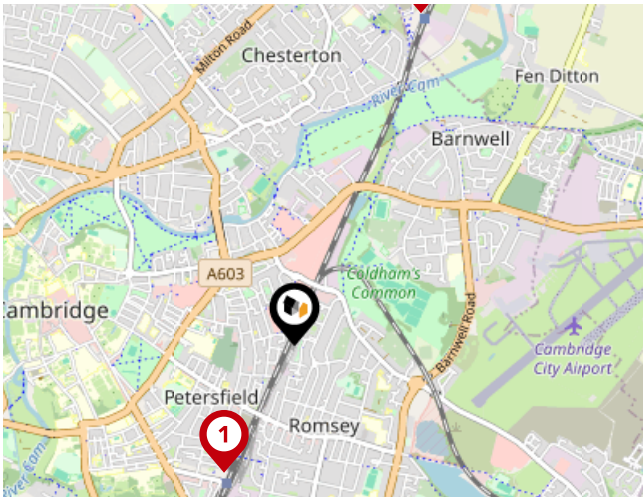 Milton Road
Chesterton
River Cam
Fen Ditton
Barnwell
A603
Coldham's
Common
Cambridge
Barnwell Road
Cambridge
City Airport
Petersfield
1
Romsey
River Cam